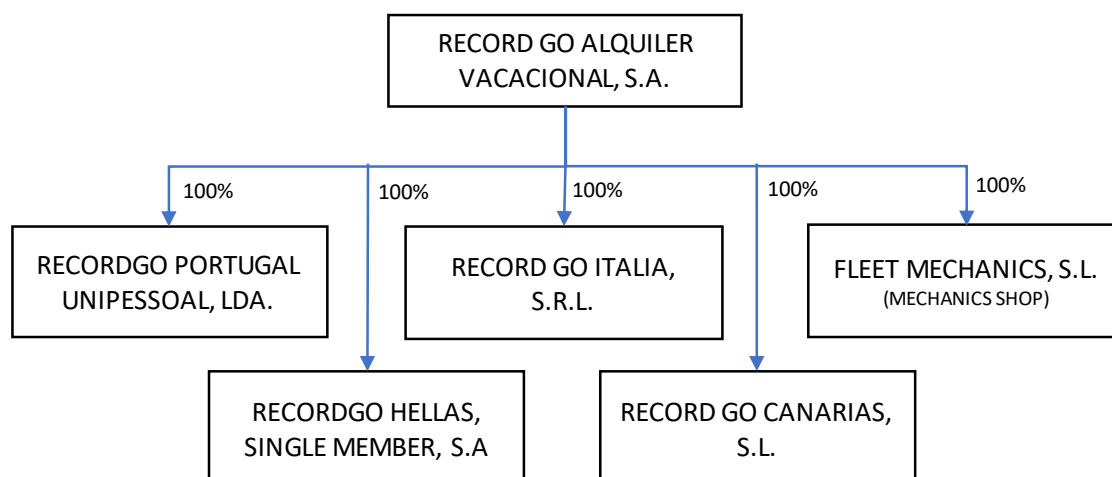 RECORD GO ALQUILER
VACACIONAL, S.A.
100%
100%
100%
100%
100%
RECORDGO PORTUGAL
UNIPESSOAL, LDA.
RECORD GO ITALIA,
S.R.L.
FLEET MECHANICS, S.L.
(MECHANICS SHOP)
RECORDGO HELLAS,
SINGLE MEMBER, S.A
RECORD GO CANARIAS,
S.L.